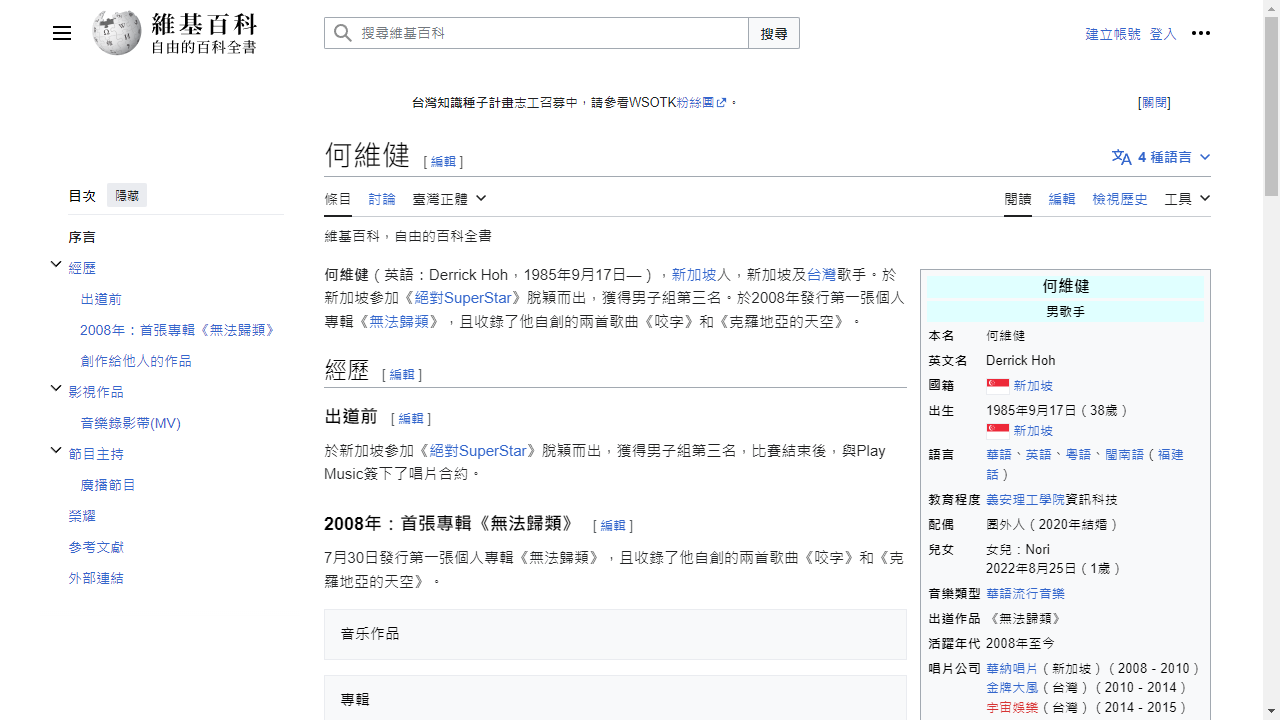 維基百科
自由的百科全書
搜尋維基百科
搜尋
建立帳號 登入
台灣知識種子計畫志工召募中，請參看WSOTK粉絲團。
[關閉]
何維健 [編輯]
4 種語言
目次 隱藏
序言
經歷
出道前
2008年：首張專輯《無法歸類》
創作給他人的作品
影視作品
音樂錄影帶(MV)
節目主持
廣播節目
榮耀
參考文獻
外部連結
條目 討論 臺灣正體
閱讀 編輯 檢視歷史 工具
維基百科，自由的百科全書
何維健（英語：Derrick Hoh，1985年9月17日—），新加坡人，新加坡及台灣歌手。於
新加坡參加《絕對SuperStar》脫穎而出，獲得男子組第三名。於2008年發行第一張個人
專輯《無法歸類》，且收錄了他自創的兩首歌曲《咬字》和《克羅地亞的天空》。
經歷 [編輯]
出道前 [編輯]
於新加坡參加《絕對SuperStar》脫穎而出，獲得男子組第三名，比賽結束後，與Play
Music簽下了唱片合約。
2008年：首張專輯《無法歸類》 [編輯]
7月30日發行第一張個人專輯《無法歸類》，且收錄了他自創的兩首歌曲《咬字》和《克
羅地亞的天空》。
音乐作品
專輯
何維健
男歌手
本名 何維健
英文名 Derrick Hoh
國籍 新加坡
出生 1985年9月17日（38歲）
新加坡
語言 華語、英語、粵語、閩南語（福建
話）
教育程度 義安理工學院資訊科技
配偶 圈外人（2020年結婚）
兒女 女兒：Nori
2022年8月25日（1歲）
音樂類型 華語流行音樂
出道作品 《無法歸類》
活躍年代 2008年至今
唱片公司 華納唱片（新加坡）（2008 - 2010）
金牌大風（台灣）（2010 - 2014）
宇宙娛樂（台灣）（2014 - 2015）